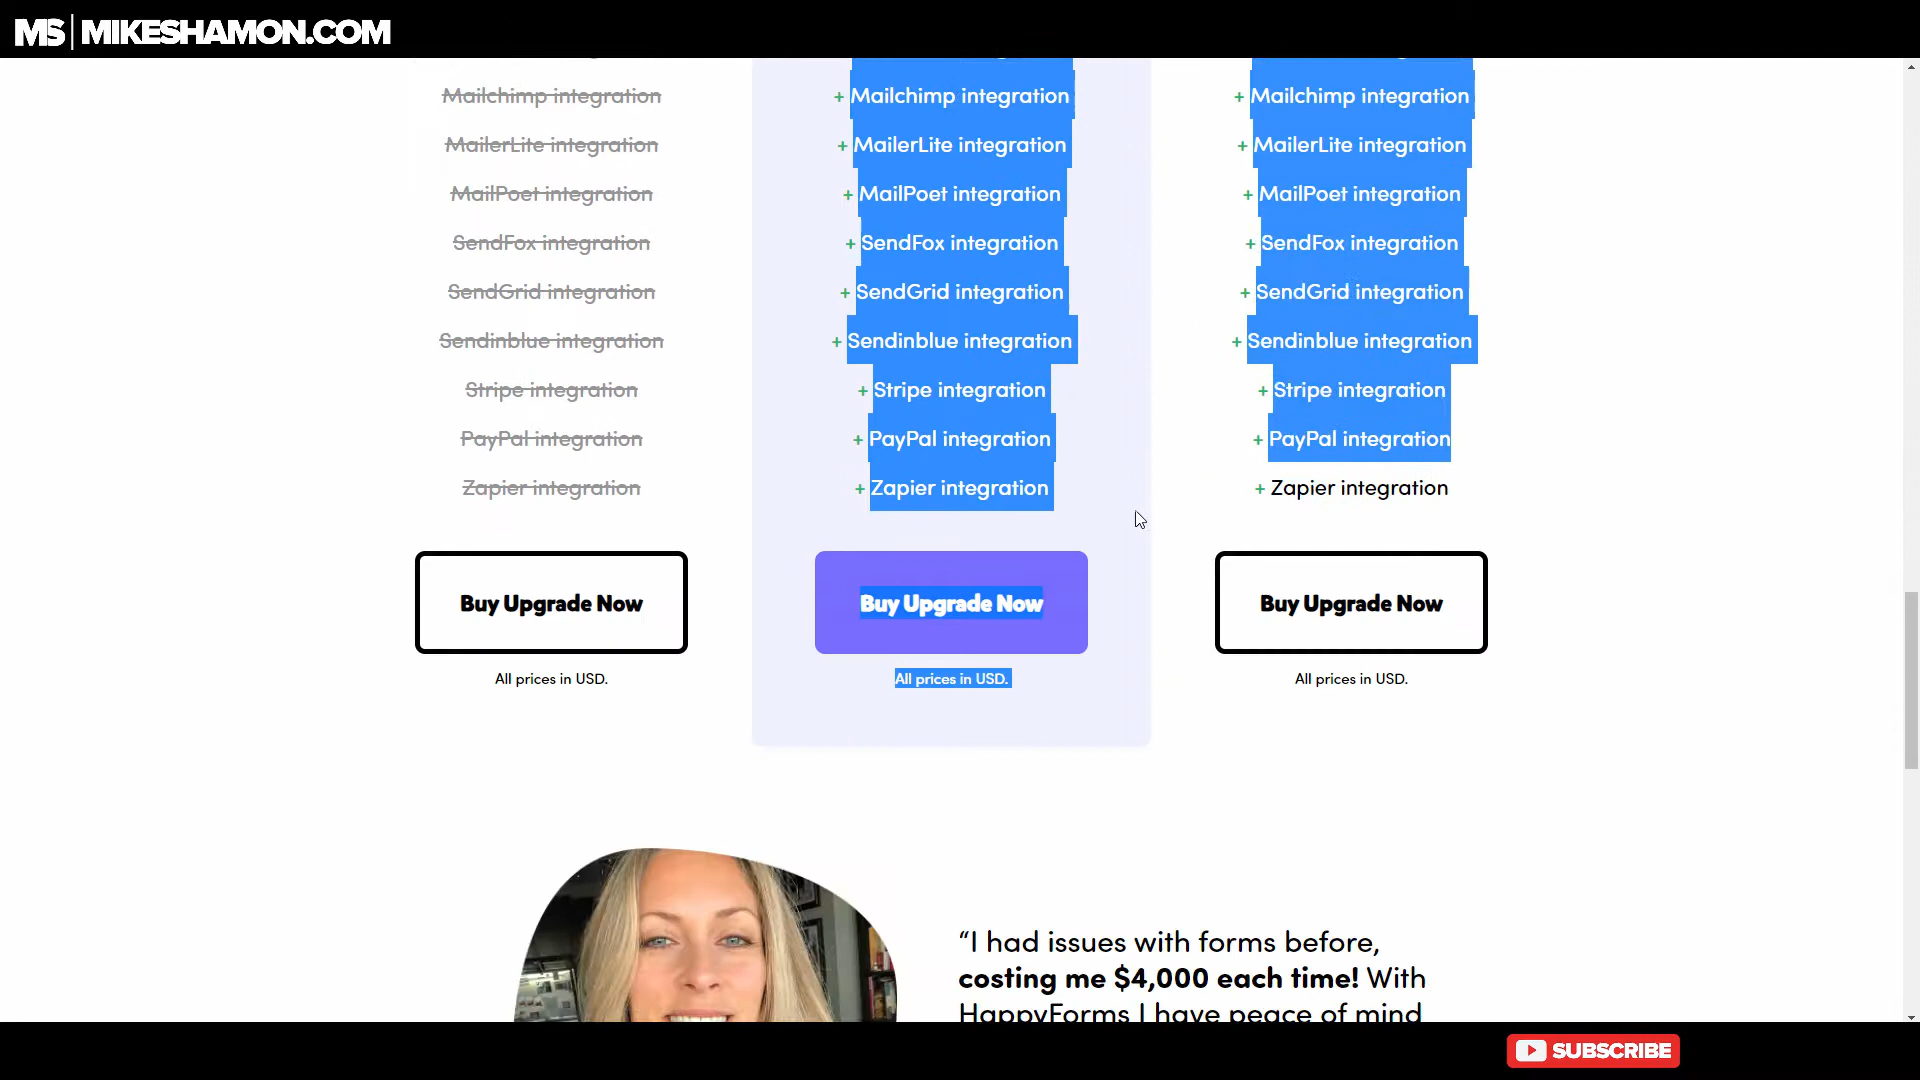 MS | MIKESHAMON.COM
Mailchimp integration
MailerLite integration
MailPoet integration
SendFox integration
SendGrid integration
Sendinblue integration
Stripe integration
PayPal integration
Zapier integration
Buy Upgrade Now
All prices in USD.
+ Mailchimp integration
+ MailerLite integration
+ MailPoet integration
+ SendFox integration
+ SendGrid integration
+ Sendinblue integration
+ Stripe integration
+ PayPal integration
+ Zapier integration
Buy Upgrade Now
All prices in USD.
+ Mailchimp integration
+ MailerLite integration
+ MailPoet integration
+ SendFox integration
+ SendGrid integration
+ Sendinblue integration
+ Stripe integration
+ PayPal integration
+ Zapier integration
Buy Upgrade Now
All prices in USD.
“I had issues with forms before,
costing me $4,000 each time! With
HappyForms I have peace of mind
SUBSCRIBE